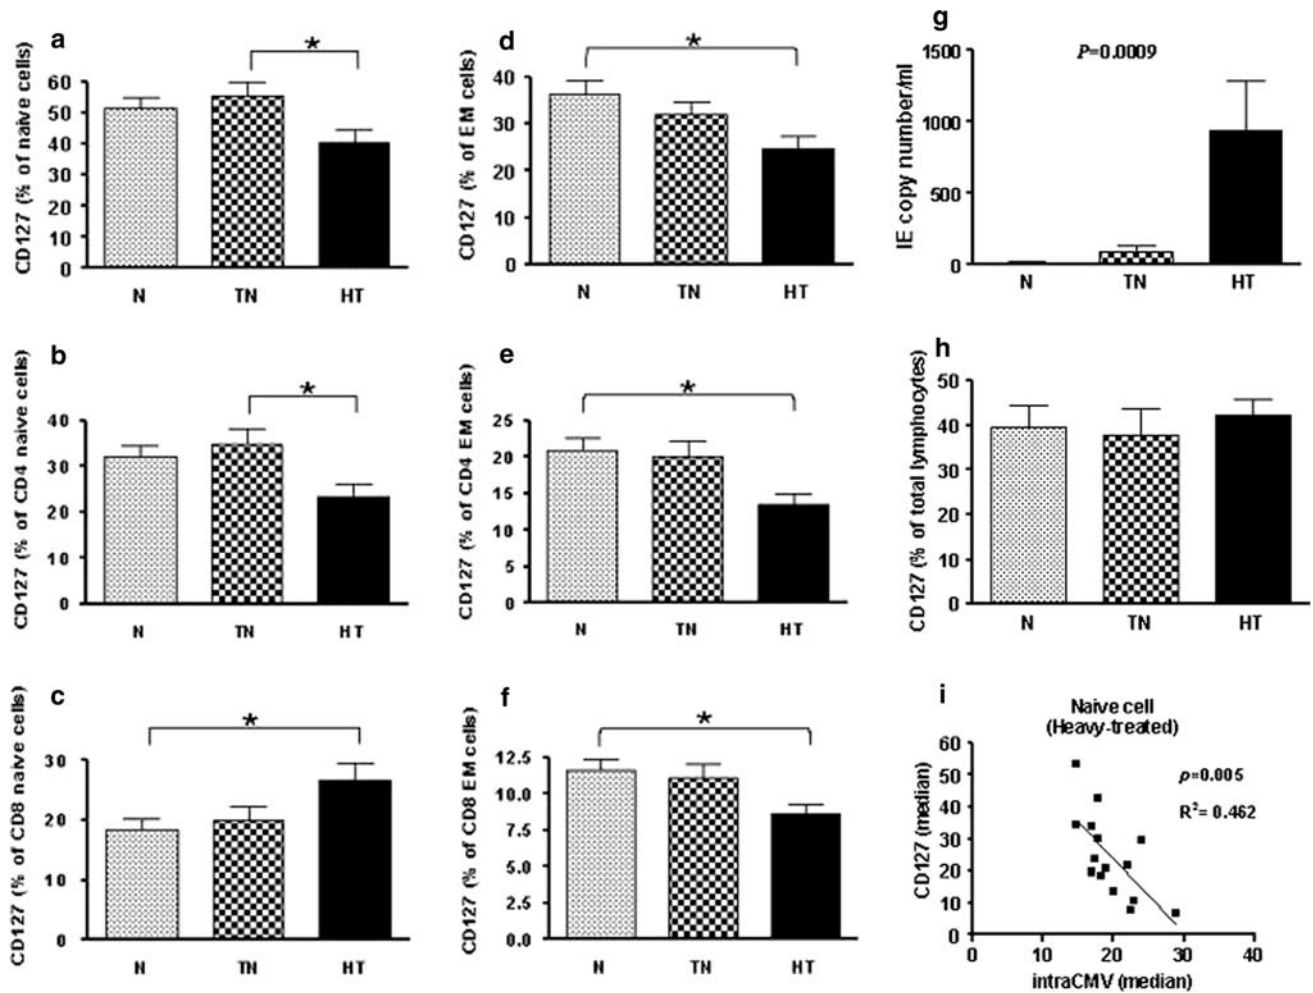 a
CD127 (% of naive cells)
60
50
40
30
20
10
0
*
N TN HT
d
CD127 (% of EM cells)
40
30
20
10
0
*
N TN HT
g
IE copy number/ml
1500
1000
500
0
P=0.0009
N TN HT
b
CD127 (% of CD4 naive cells)
40
30
20
10
0
*
N TN HT
e
CD127 (% of CD4 EM cells)
25
20
15
10
5
0
*
N TN HT
h
CD127 (% of total lymphocytes)
50
40
30
20
10
0
N TN HT
c
CD127 (% of CD8 naive cells)
30
20
10
0
*
N TN HT
f
CD127 (% of CD8 EM cells)
12.5
10.0
7.5
5.0
2.5
0.0
*
N TN HT
i
Naive cell
(Heavy-treated)
CD127 (median)
60
50
40
30
20
10
0
ρ=0.005
R²= 0.462
0 10 20 30 40
intraCMV (median)